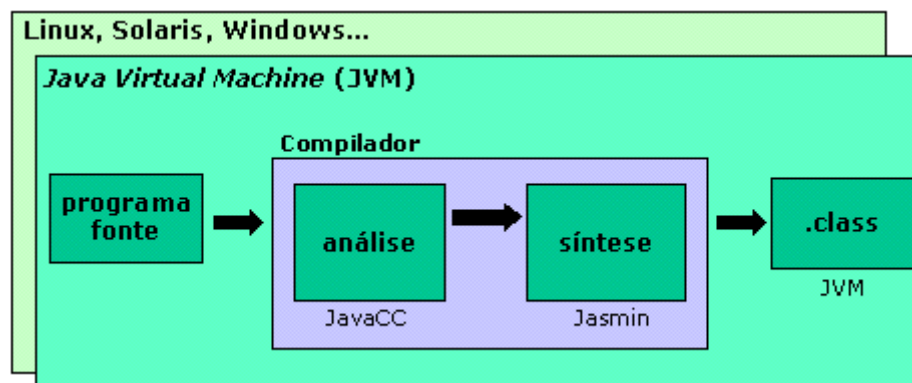 Linux, Solaris, Windows...
Java Virtual Machine (JVM)
Compilador
programa
fonte
análise
síntese
.class
JavaCC
Jasmin
JVM